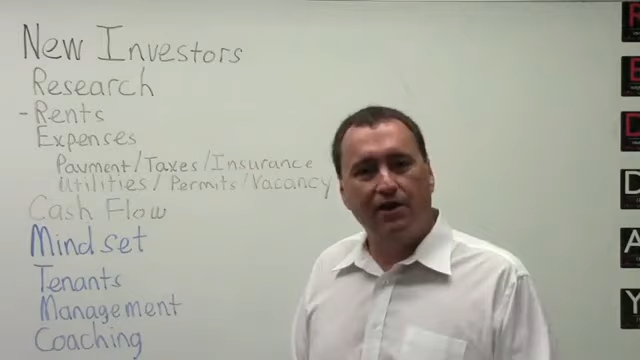 New Investors
Research
- Rents
Expenses
Payment/Taxes/Insurance
Utilities/Permits/Vacancy
Cash Flow
Mindset
Tenants
Management
Coaching
R
E
D
D
A
Y